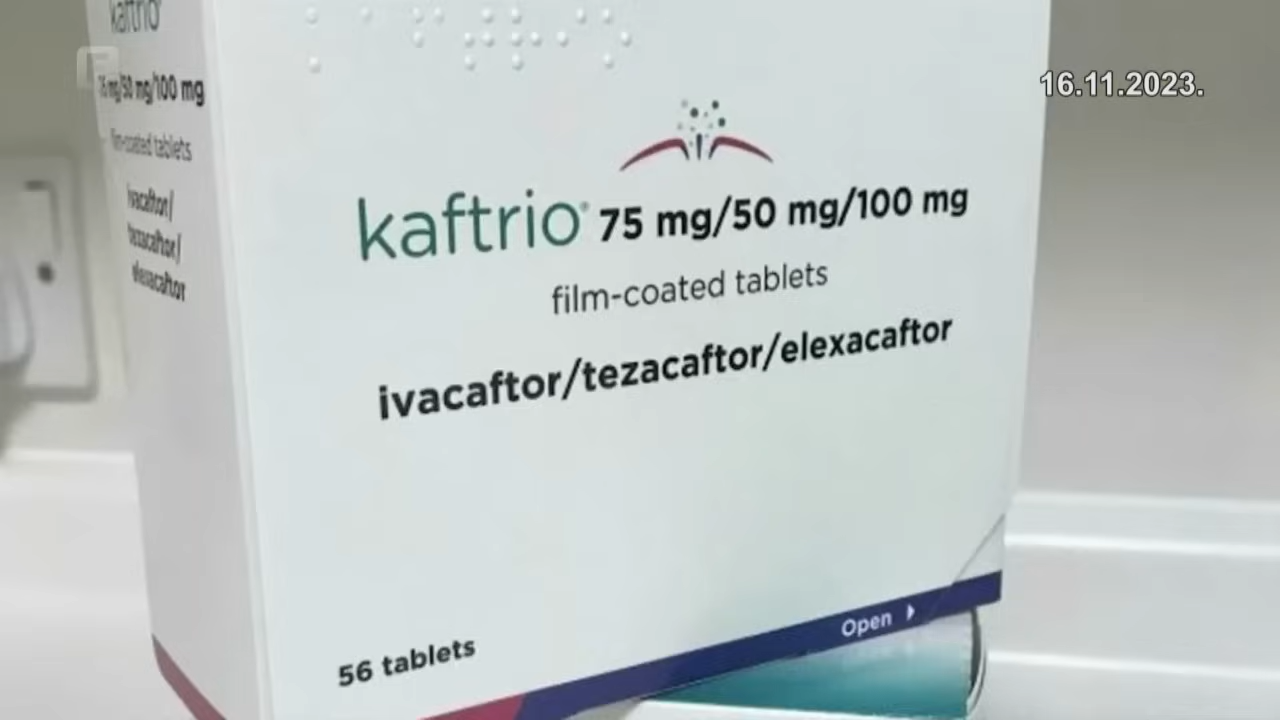 kaftrio
75 mg/50 mg/100 mg
film-coated tablets
ivacaftor/
tezacaftor/
elexacaftor
16.11.2023.
kaftrio® 75 mg/50 mg/100 mg
film-coated tablets
ivacaftor/tezacaftor/elexacaftor
56 tablets
Open